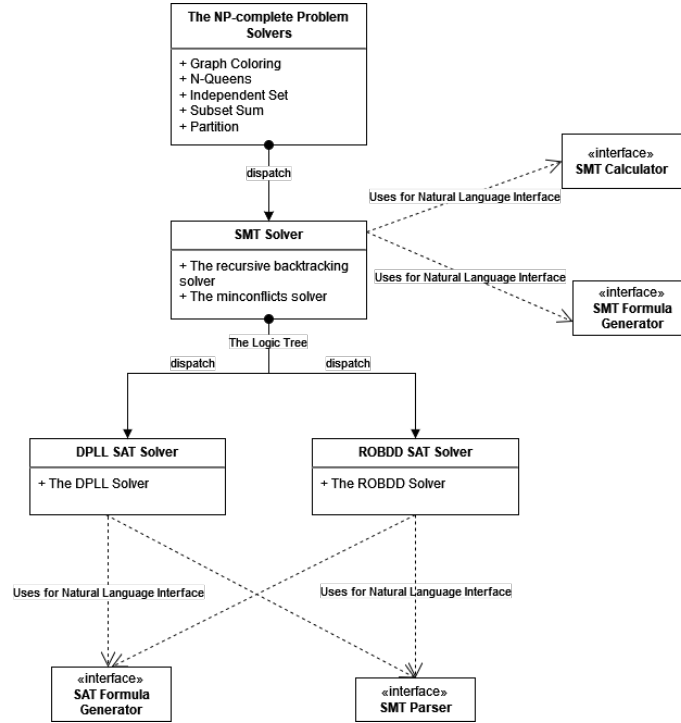 The NP-complete Problem
Solvers
+ Graph Coloring
+ N-Queens
+ Independent Set
+ Subset Sum
+ Partition
dispatch
«interface»
SMT Calculator
Uses for Natural Language Interface
SMT Solver
+ The recursive backtracking
solver
+ The minconflicts solver
Uses for Natural Language Interface
«interface»
SMT Formula
Generator
The Logic Tree
dispatch
dispatch
DPLL SAT Solver
+ The DPLL Solver
ROBDD SAT Solver
+ The ROBDD Solver
Uses for Natural Language Interface
Uses for Natural Language Interface
«interface»
SAT Formula
Generator
«interface»
SMT Parser